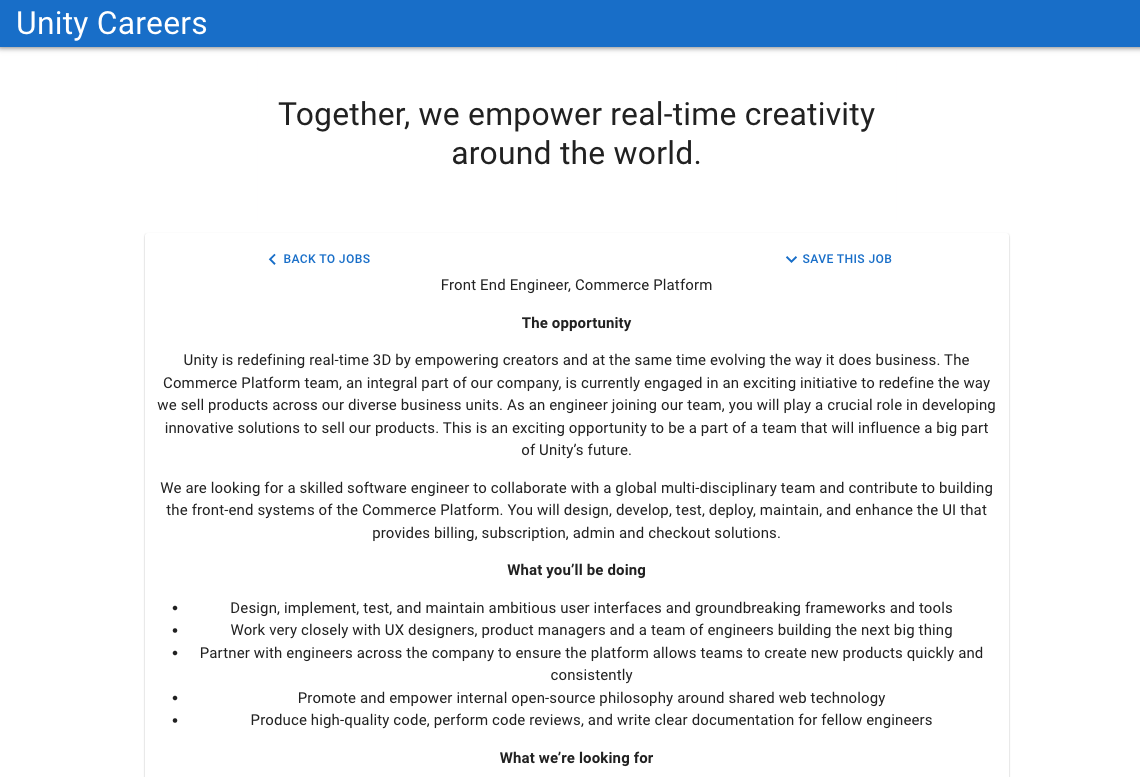 Unity Careers
Together, we empower real-time creativity
around the world.
BACK TO JOBS
SAVE THIS JOB
Front End Engineer, Commerce Platform
The opportunity
Unity is redefining real-time 3D by empowering creators and at the same time evolving the way it does business. The
Commerce Platform team, an integral part of our company, is currently engaged in an exciting initiative to redefine the way
we sell products across our diverse business units. As an engineer joining our team, you will play a crucial role in developing
innovative solutions to sell our products. This is an exciting opportunity to be a part of a team that will influence a big part
of Unity’s future.
We are looking for a skilled software engineer to collaborate with a global multi-disciplinary team and contribute to building
the front-end systems of the Commerce Platform. You will design, develop, test, deploy, maintain, and enhance the UI that
provides billing, subscription, admin and checkout solutions.
What you’ll be doing
• Design, implement, test, and maintain ambitious user interfaces and groundbreaking frameworks and tools
• Work very closely with UX designers, product managers and a team of engineers building the next big thing
• Partner with engineers across the company to ensure the platform allows teams to create new products quickly and
consistently
• Promote and empower internal open-source philosophy around shared web technology
• Produce high-quality code, perform code reviews, and write clear documentation for fellow engineers
What we’re looking for